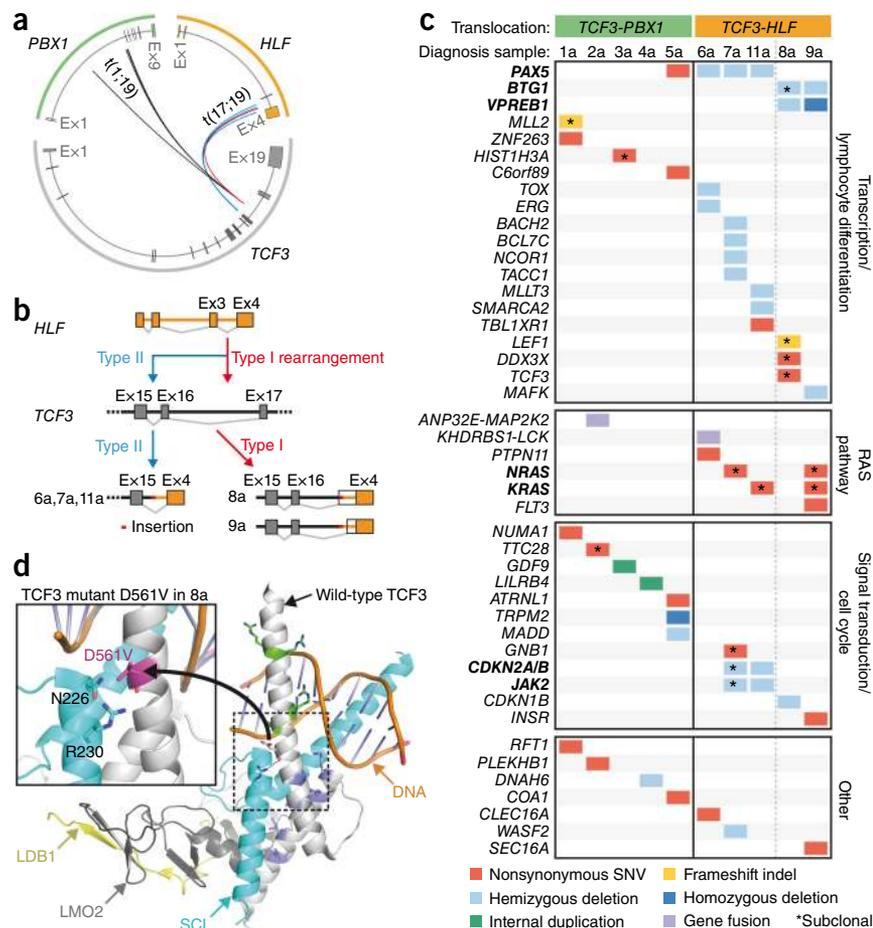 a
PBX1
Ex9
Ex1
HLF
t(1;19)
t(17;19)
Ex4
Ex1
Ex1
Ex19
TCF3
b
HLF
Ex3 Ex4
Type II
Type I rearrangement
Ex15 Ex16 Ex17
TCF3
Type II
Type I
Ex15 Ex4
6a,7a,11a
Insertion
Ex15 Ex16 Ex4
8a
9a
c
Translocation: TCF3-PBX1 TCF3-HLF
Diagnosis sample: 1a 2a 3a 4a 5a 6a 7a 11a 8a 9a
PAX5
BTG1
*
VPREB1
MLL2 *
ZNF263
HIST1H3A *
C6orf89
TOX
ERG
BACH2
BCL7C
NCOR1
TACC1
MLLT3
SMARCA2
TBL1XR1
LEF1 *
DDX3X *
TCF3 *
MAFK
Transcription/
lymphocyte differentiation
ANP32E-MAP2K2
KHDRBS1-LCK
PTPN11
NRAS * *
KRAS * *
FLT3
RAS
pathway
NUMA1
TTC28 *
GDF9
LILRB4
ATRNL1
TRPM2
MADD
GNB1 *
CDKN2A/B *
JAK2 *
CDKN1B
INSR
Signal transduction/
cell cycle
RFT1
PLEKHB1
DNAH6
COA1
CLEC16A
WASF2
SEC16A
Other
Nonsynonymous SNV Frameshift indel
Hemizygous deletion Homozygous deletion
Internal duplication Gene fusion *Subclonal
d
TCF3 mutant D561V in 8a
Wild-type TCF3
D561V
N226
R230
DNA
LDB1
LMO2
SCL